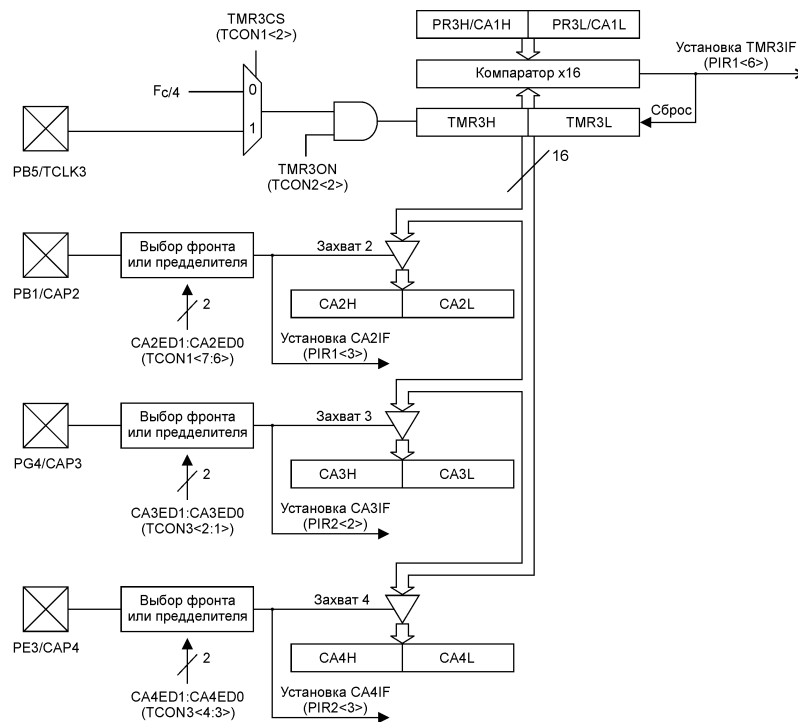 TMR3CS
(TCON1<2>)
PR3H/CA1H
PR3L/CA1L
Установка TMR3IF
(PIR1<6>)
Fc/4
0
Компаратор x16
Сброс
1
TMR3H
TMR3L
PB5/TCLK3
TMR3ON
(TCON2<2>)
16
Выбор фронта
или предделителя
Захват 2
PB1/CAP2
2
CA2H
CA2L
CA2ED1:CA2ED0
(TCON1<7:6>)
Установка CA2IF
(PIR1<3>)
Выбор фронта
или предделителя
Захват 3
PG4/CAP3
2
CA3H
CA3L
CA3ED1:CA3ED0
(TCON3<2:1>)
Установка CA3IF
(PIR2<2>)
Выбор фронта
или предделителя
Захват 4
PE3/CAP4
2
CA4H
CA4L
CA4ED1:CA4ED0
(TCON3<4:3>)
Установка CA4IF
(PIR2<3>)